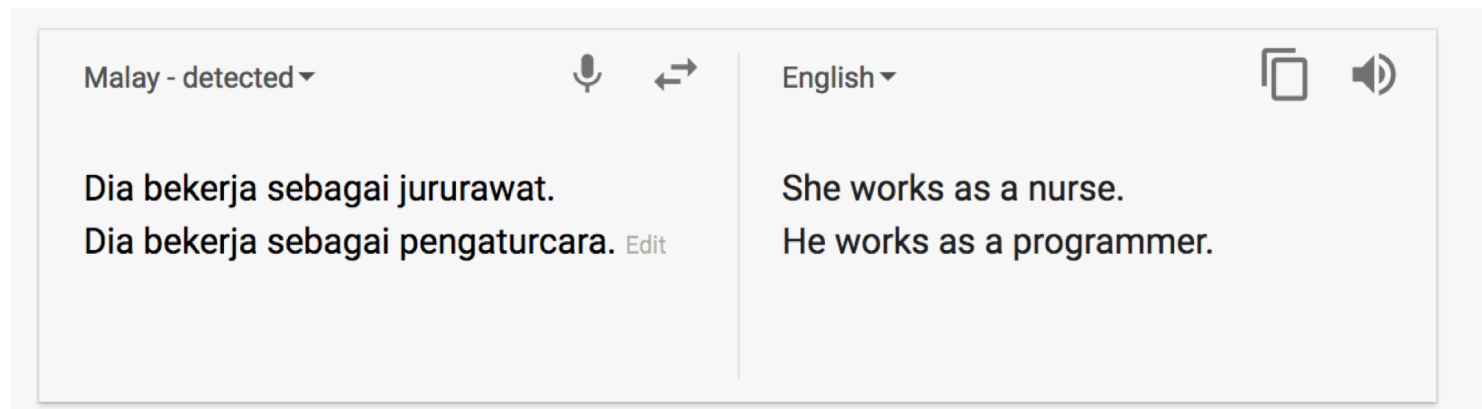 Malay - detected
English
Dia bekerja sebagai jururawat.
Dia bekerja sebagai pengaturcara. Edit
She works as a nurse.
He works as a programmer.